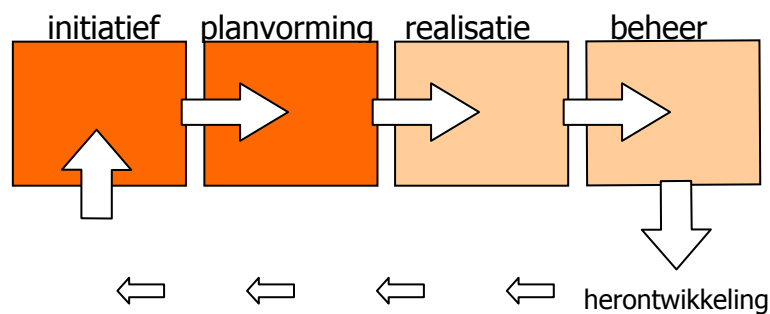 initiatief planvorming realisatie beheer
herontwikkeling